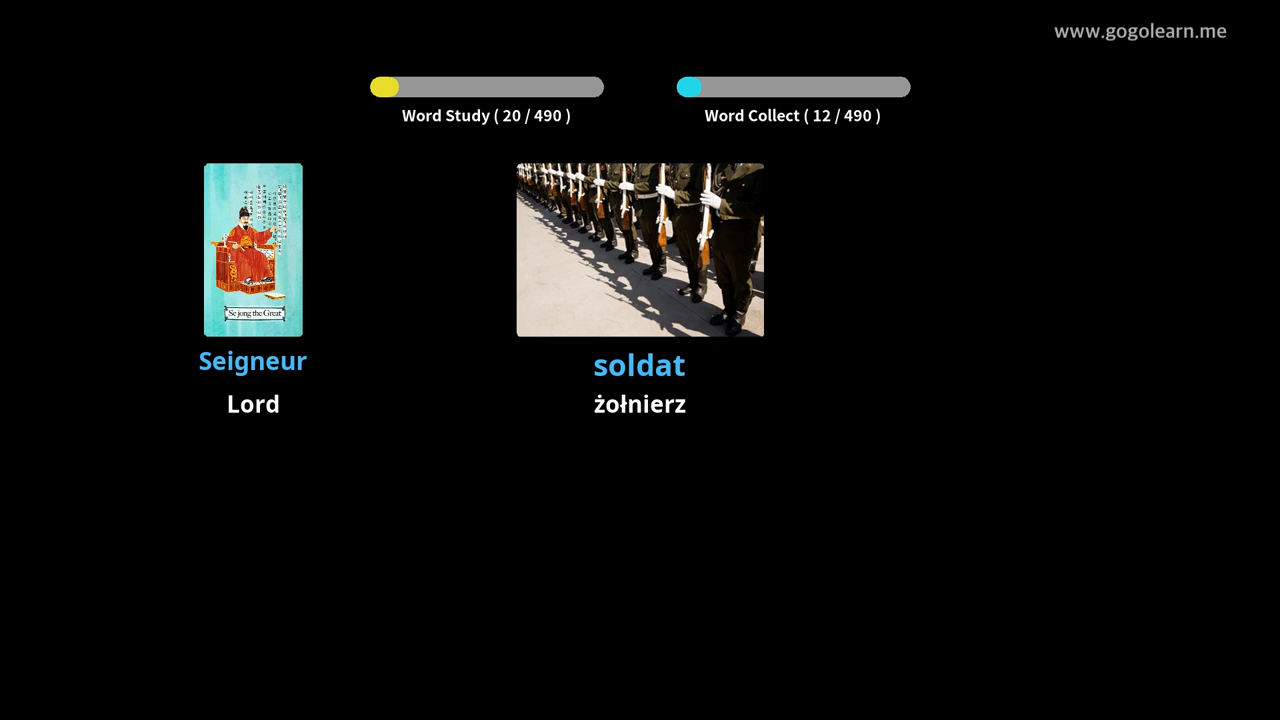 www.gogolearn.me
Word Study ( 20 / 490 )
Word Collect ( 12 / 490 )
Se jong the Great
Seigneur
soldat
Lord
żołnierz